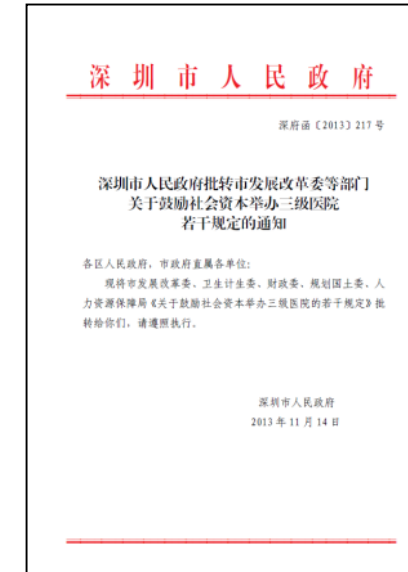 深圳市人民政府
深府函〔2013〕217号
深圳市人民政府批转市发展改革委等部门
关于鼓励社会资本举办三级医院
若干规定的通知
各区人民政府，市政府直属各单位：
现将市发展改革委、卫生计生委、财政委、规划国土委、人
力资源保障局《关于鼓励社会资本举办三级医院的若干规定》批
转给你们，请遵照执行。
深圳市人民政府
2013年11月14日